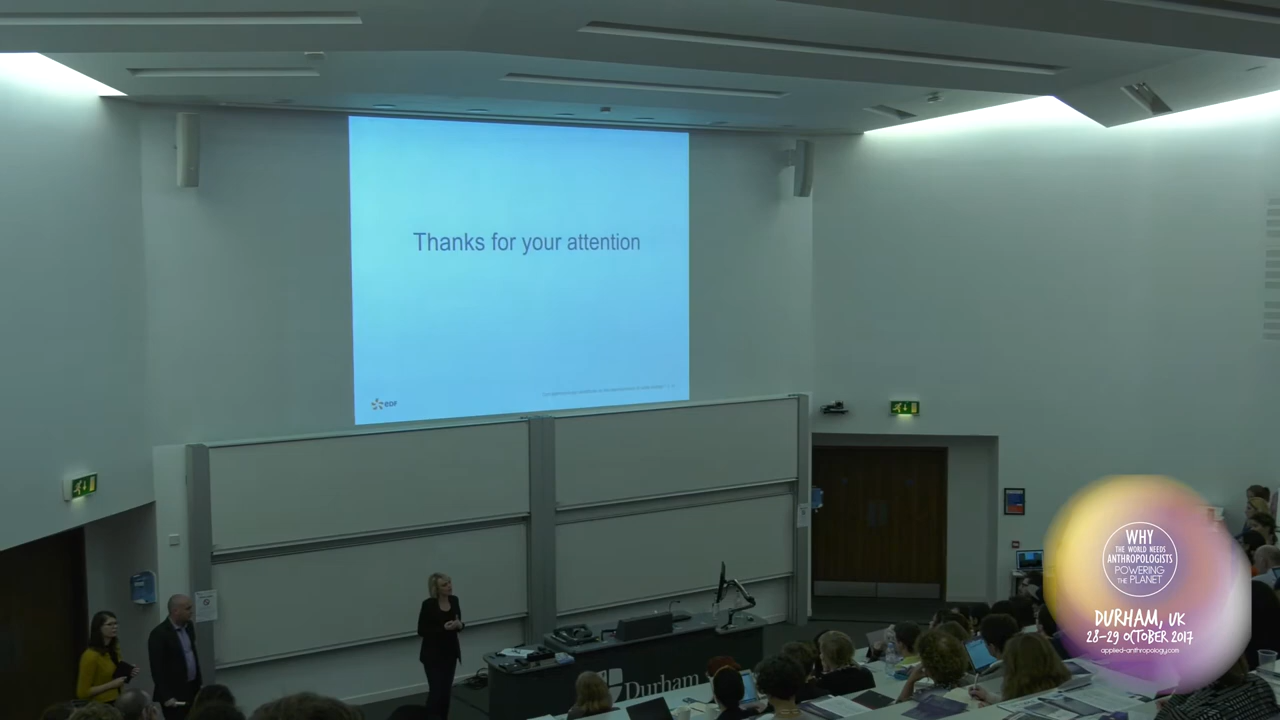 Thanks for your attention
edf
WHY
THE WORLD NEEDS
ANTHROPOLOGISTS
POWERING
THE PLANET
DURHAM, UK
28-29 OCTOBER 2017
applied-anthropology.com
Durham